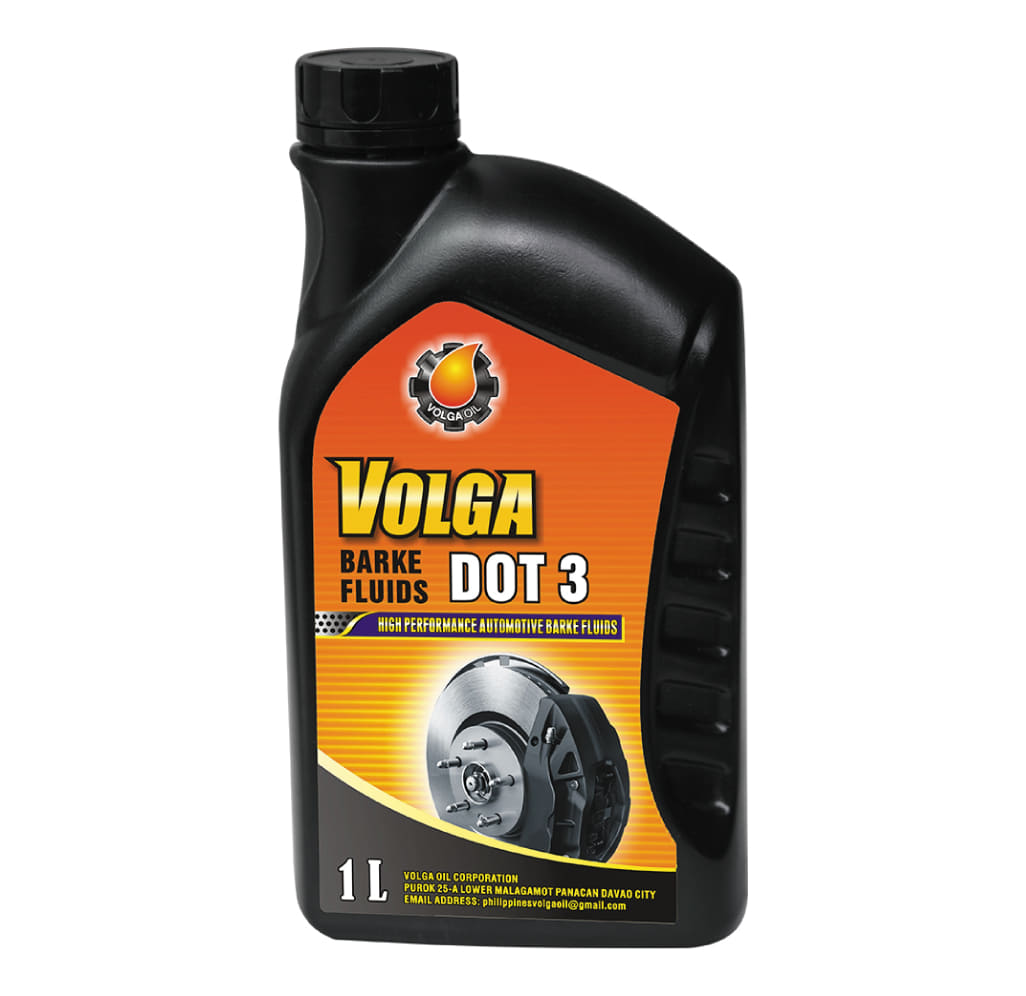 VOLGA OIL
VOLGA
BARKE
FLUIDS
DOT 3
HIGH PERFORMANCE AUTOMOTIVE BARKE FLUIDS
1 L
VOLGA OIL CORPORATION
PUROK 25-A LOWER MALAGAMOT PANACAN DAVAO CITY
EMAIL ADDRESS: philippinesvolgaoil@gmail.com